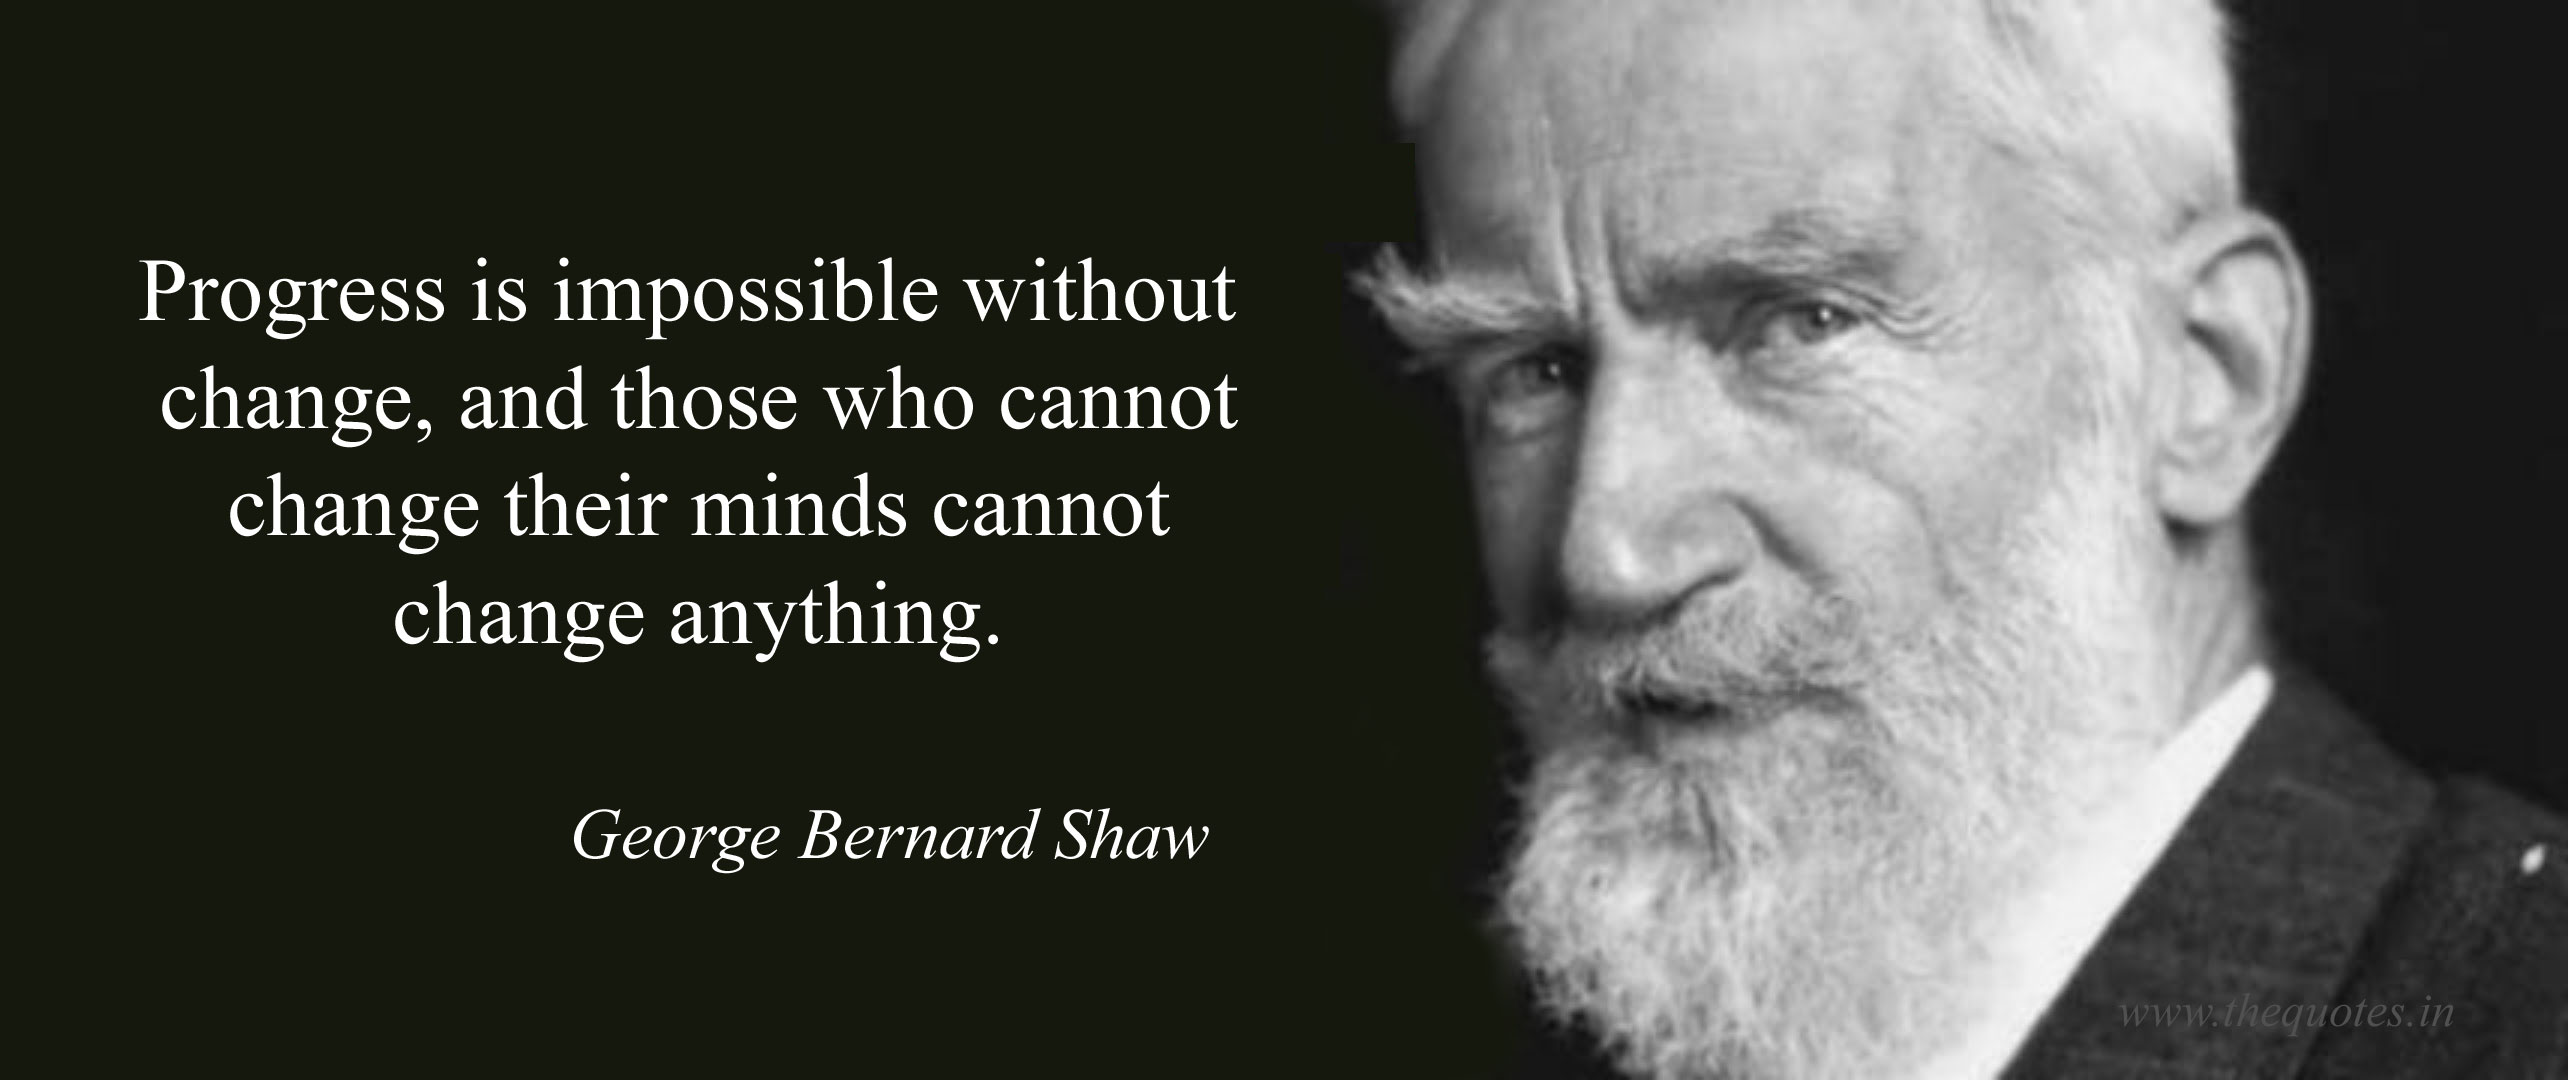 Progress is impossible without
change, and those who cannot
change their minds cannot
change anything.
George Bernard Shaw
www.thequotes.in